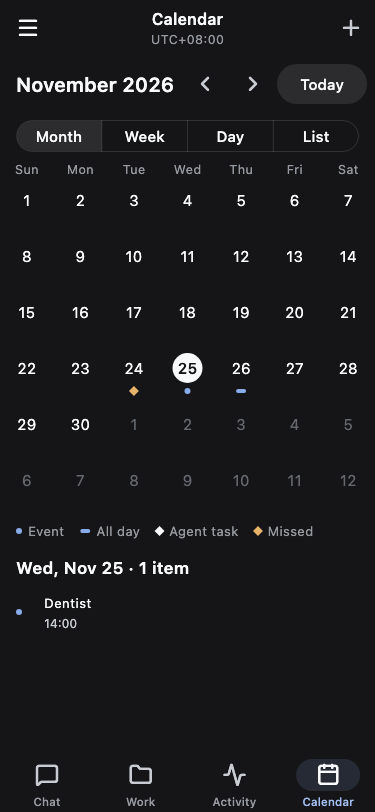 Calendar
UTC+08:00
November 2026
Today
Month Week Day List
Sun Mon Tue Wed Thu Fri Sat
1 2 3 4 5 6 7
8 9 10 11 12 13 14
15 16 17 18 19 20 21
22 23 24 25 26 27 28
29 30 1 2 3 4 5
6 7 8 9 10 11 12
Event All day Agent task Missed
Wed, Nov 25 · 1 item
Dentist
14:00
Chat Work Activity Calendar